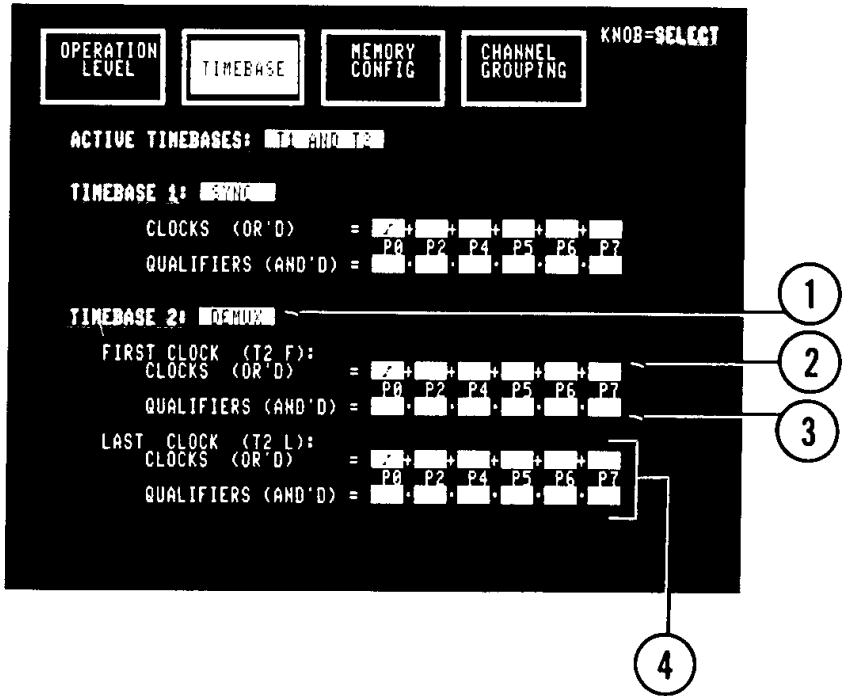 KNOB=SELECT
OPERATION LEVEL
TIMEBASE
MEMORY CONFIG
CHANNEL GROUPING
ACTIVE TIMEBASES: T1 AND T2
TIMEBASE 1: SYNC
CLOCKS (OR'D) = + + + + +
P0 P2 P4 P5 P6 P7
QUALIFIERS (AND'D) = · · · · ·
TIMEBASE 2: DEMUX
1
FIRST CLOCK (T2 F):
CLOCKS (OR'D) = + + + + +
2
P0 P2 P4 P5 P6 P7
QUALIFIERS (AND'D) = · · · · ·
3
LAST CLOCK (T2 L):
CLOCKS (OR'D) = + + + + +
P0 P2 P4 P5 P6 P7
QUALIFIERS (AND'D) = · · · · ·
4